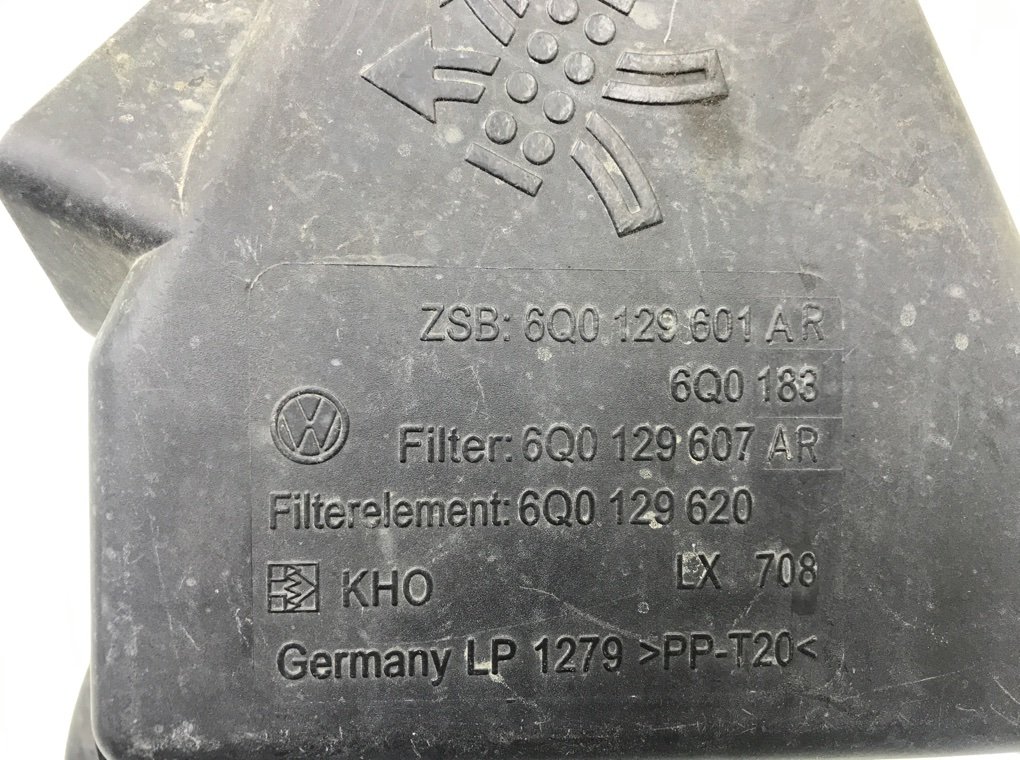 ZSB: 6Q0 129 601 AR
6Q0 183
Filter: 6Q0 129 607 AR
Filterelement: 6Q0 129 620
KHO LX 708
Germany LP 1279 >PP-T20<